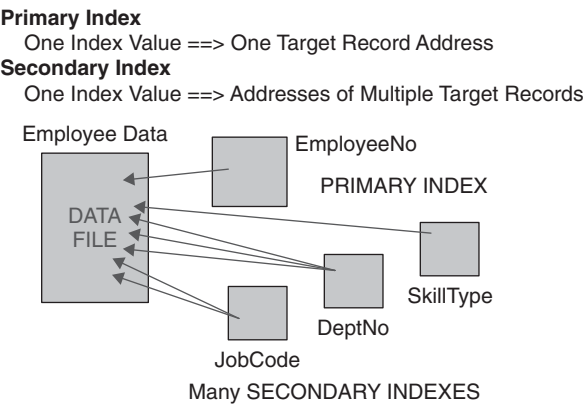 Primary Index
One Index Value ==> One Target Record Address
Secondary Index
One Index Value ==> Addresses of Multiple Target Records
Employee Data
EmployeeNo
PRIMARY INDEX
DATA
FILE
SkillType
DeptNo
JobCode
Many SECONDARY INDEXES